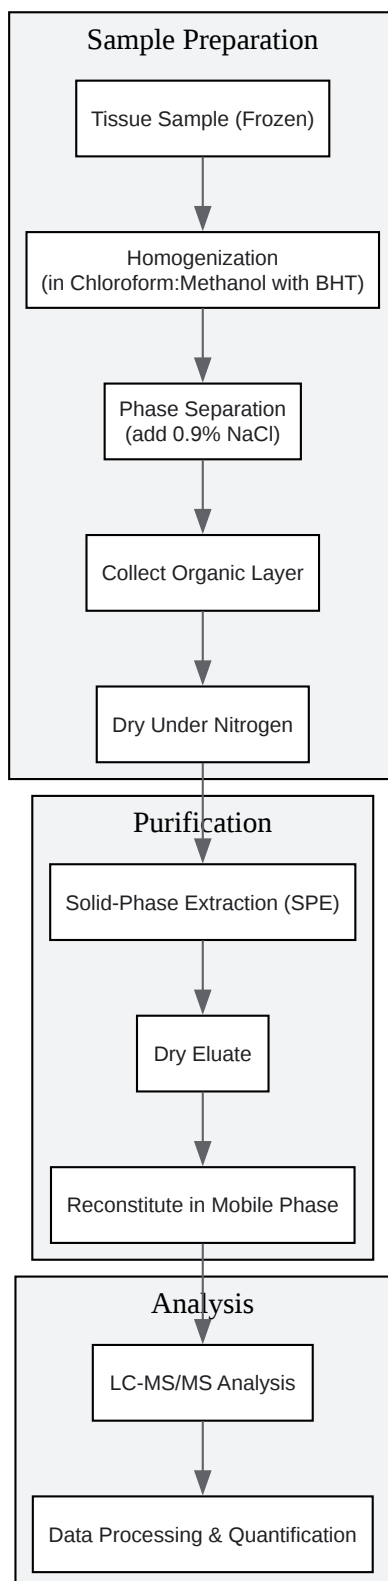 Sample Preparation
Tissue Sample (Frozen)
Homogenization
(in Chloroform:Methanol with BHT)
Phase Separation
(add 0.9% NaCl)
Collect Organic Layer
Dry Under Nitrogen
Purification
Solid-Phase Extraction (SPE)
Dry Eluate
Reconstitute in Mobile Phase
Analysis
LC-MS/MS Analysis
Data Processing & Quantification